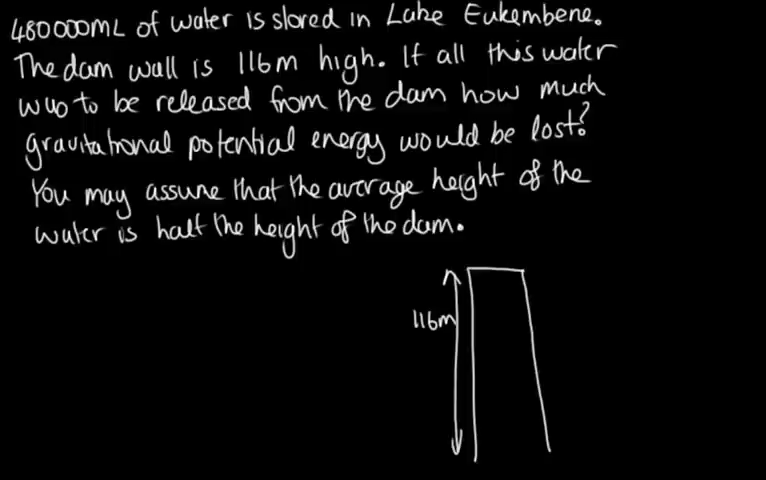 480000ML of water is stored in Lake Eukembene.
The dam wall is 116m high. If all this water
was to be released from the dam how much
gravitational potential energy would be lost?
You may assume that the average height of the
water is half the height of the dam.
116m